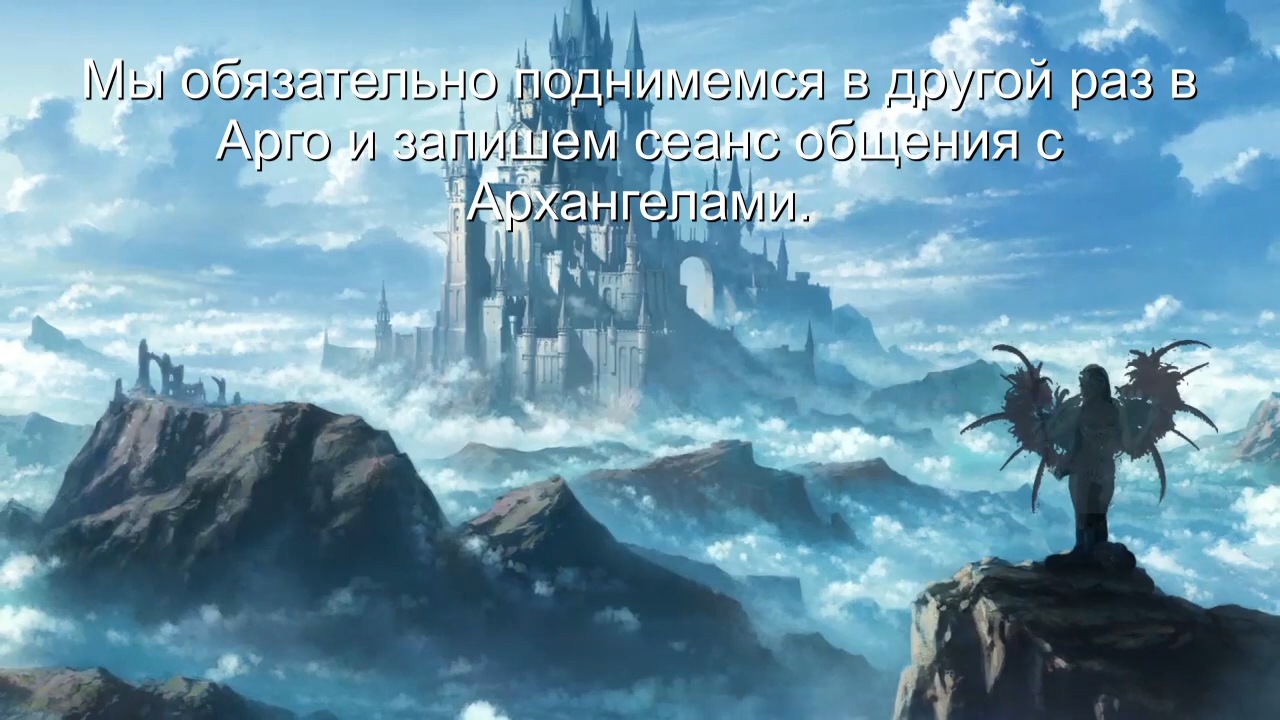 Мы обязательно поднимемся в другой раз в
Арго и запишем сеанс общения с
Архангелами.